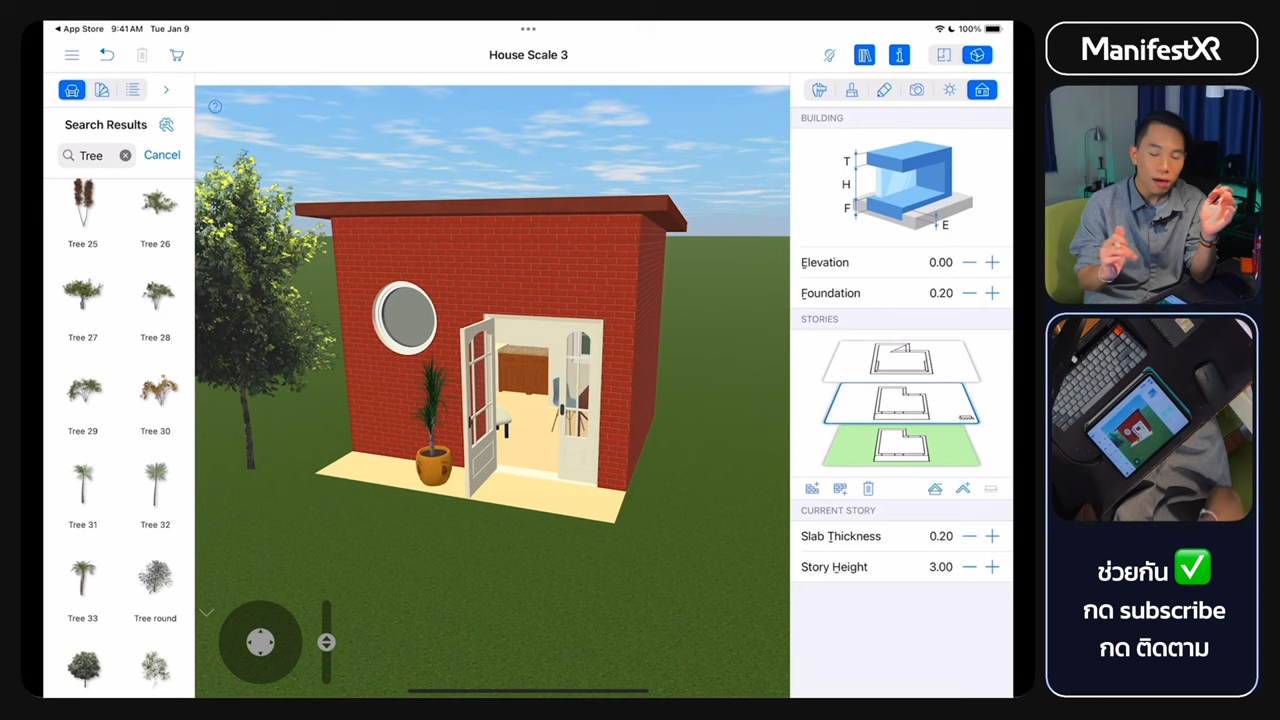 App Store 9:41 AM Tue Jan 9
100%
House Scale 3
Search Results
Tree
Cancel
Tree 25
Tree 26
Tree 27
Tree 28
Tree 29
Tree 30
Tree 31
Tree 32
Tree 33
Tree round
BUILDING
T
H
F
E
Elevation 0.00
Foundation 0.20
STORIES
CURRENT STORY
Slab Thickness 0.20
Story Height 3.00
ManifestXR
ช่วยกัน ✅
กด subscribe
กด ติดตาม